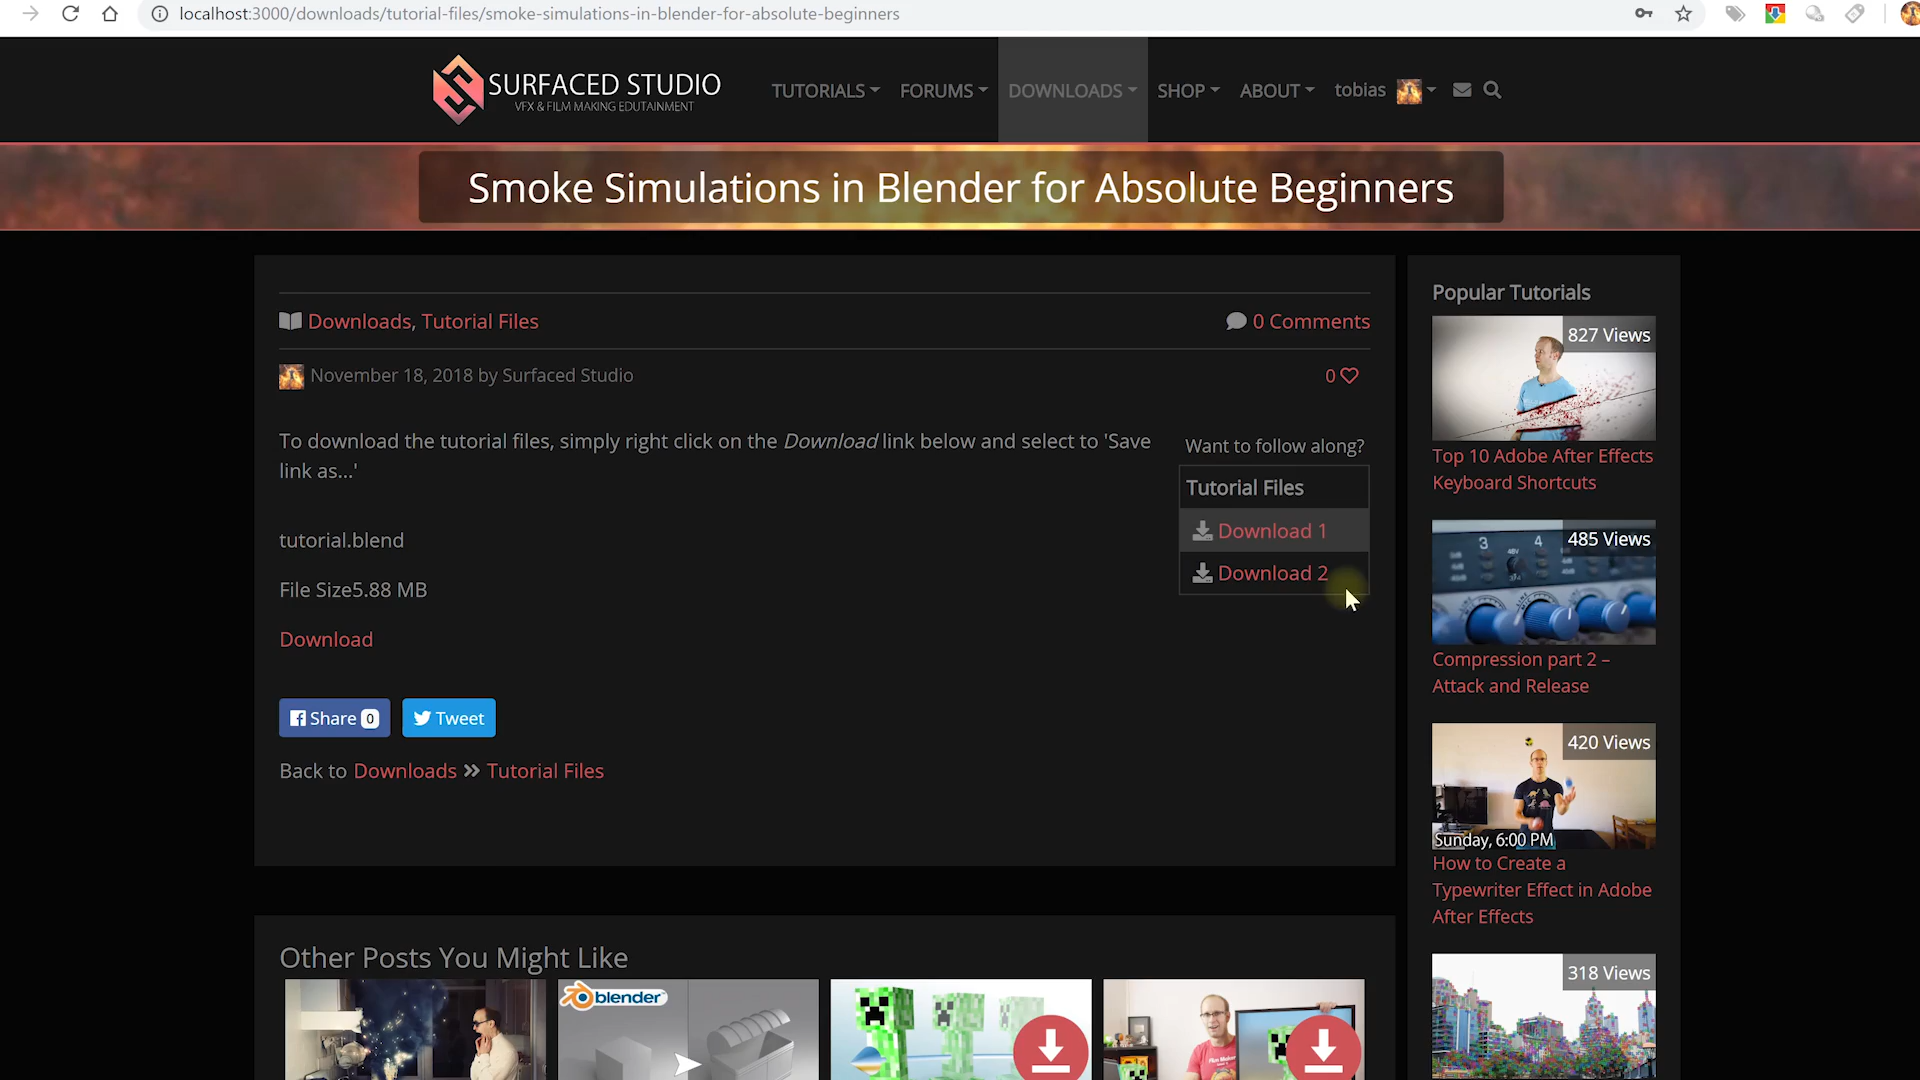 localhost:3000/downloads/tutorial-files/smoke-simulations-in-blender-for-absolute-beginners
SURFACED STUDIO
VFX & FILM MAKING EDUTAINMENT
TUTORIALS
FORUMS
DOWNLOADS
SHOP
ABOUT
tobias
Smoke Simulations in Blender for Absolute Beginners
Downloads, Tutorial Files
0 Comments
November 18, 2018 by Surfaced Studio
0
To download the tutorial files, simply right click on the Download link below and select to 'Save
link as...'
tutorial.blend
File Size5.88 MB
Download
Want to follow along?
Tutorial Files
Download 1
Download 2
Share 0
Tweet
Back to Downloads » Tutorial Files
Other Posts You Might Like
blender
Popular Tutorials
827 Views
Top 10 Adobe After Effects
Keyboard Shortcuts
3 4
48V
485 Views
Compression part 2 –
Attack and Release
420 Views
Sunday, 6:00 PM
How to Create a
Typewriter Effect in Adobe
After Effects
318 Views